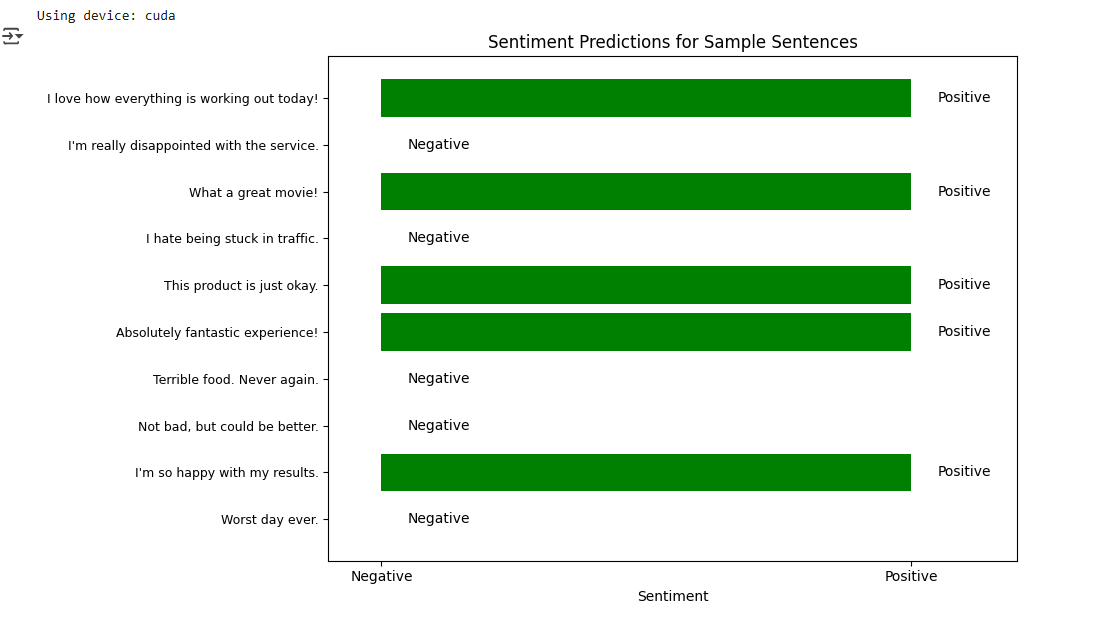 Using device: cuda
Sentiment Predictions for Sample Sentences
I love how everything is working out today! Positive
I'm really disappointed with the service. Negative
What a great movie! Positive
I hate being stuck in traffic. Negative
This product is just okay. Positive
Absolutely fantastic experience! Positive
Terrible food. Never again. Negative
Not bad, but could be better. Negative
I'm so happy with my results. Positive
Worst day ever. Negative
Negative Positive
Sentiment